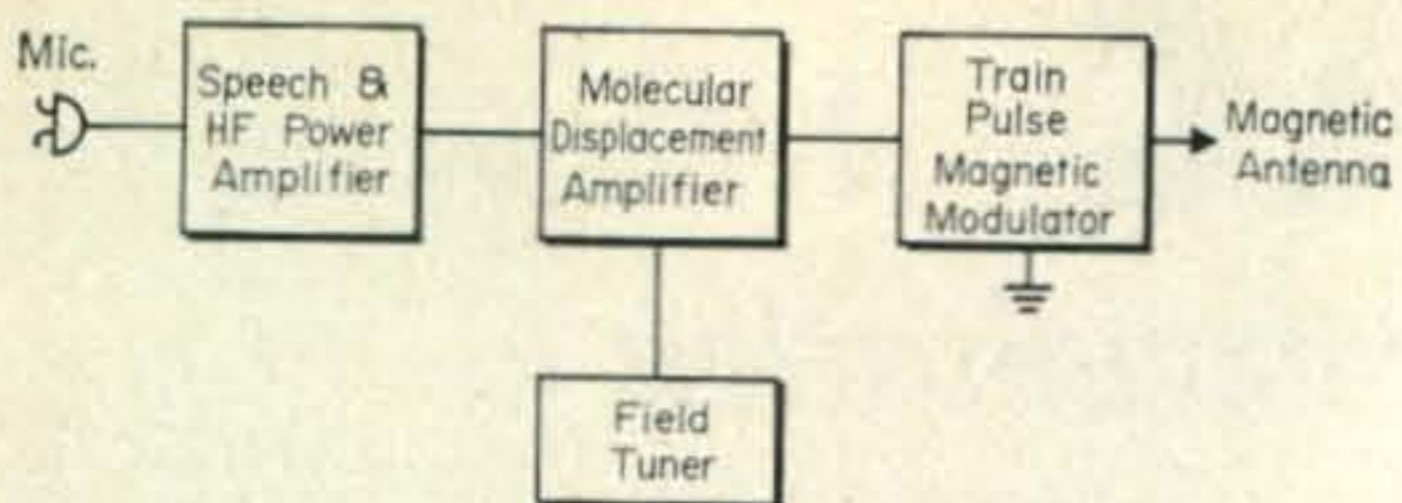 Mic.
Speech &
HF Power
Amplifier
Molecular
Displacement
Amplifier
Train
Pulse
Magnetic
Modulator
Magnetic
Antenna
Field
Tuner